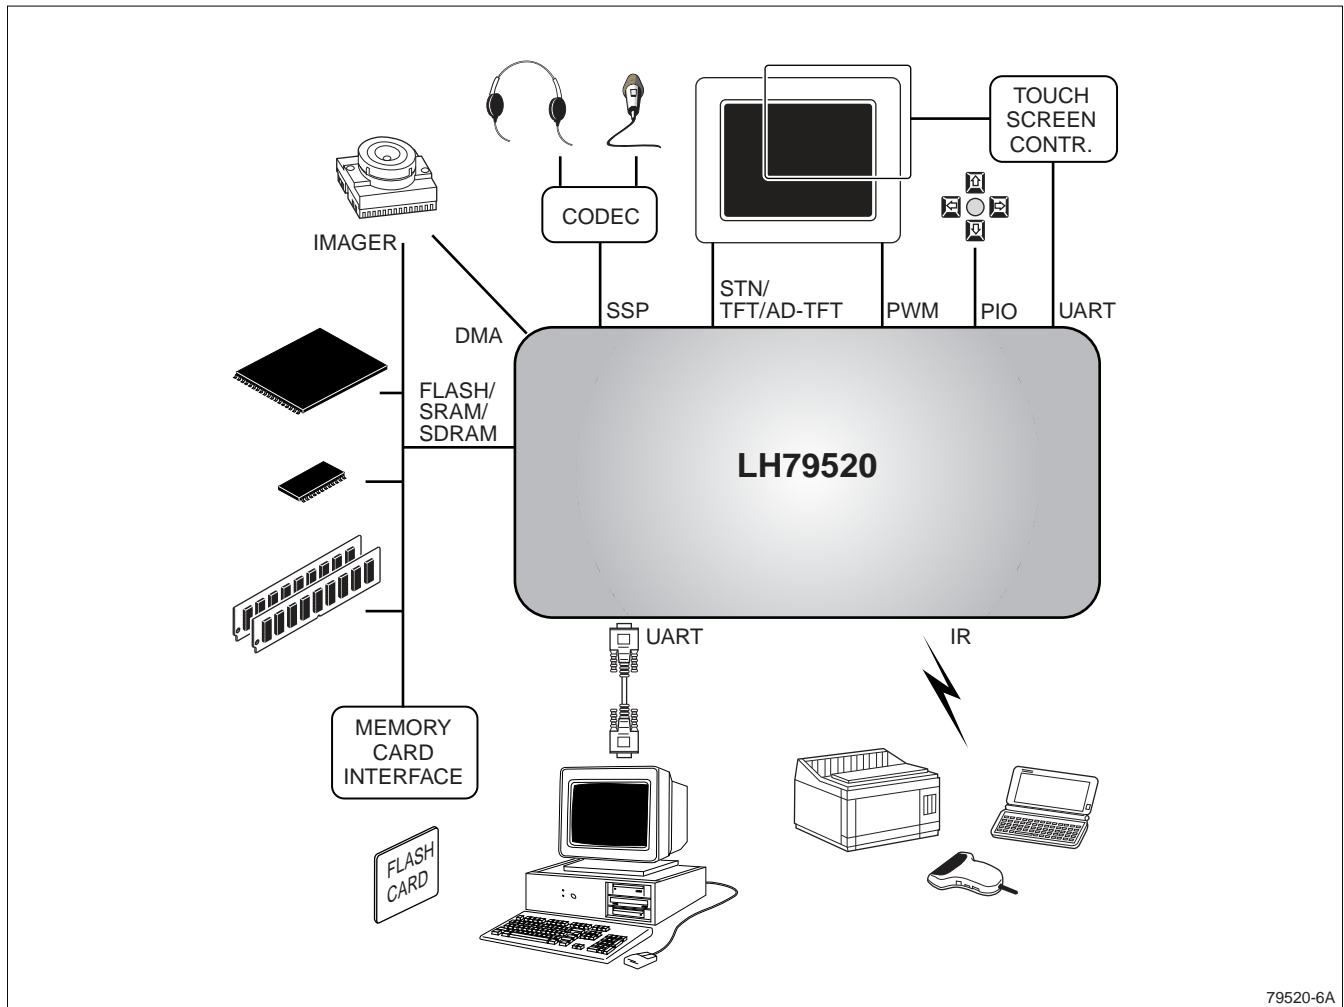 TOUCH
SCREEN
CONTR.
CODEC
IMAGER
STN/
TFT/AD-TFT
SSP
PWM
PIO
UART
DMA
FLASH/
SRAM/
SDRAM
LH79520
UART
IR
MEMORY
CARD
INTERFACE
FLASH
CARD
79520-6A